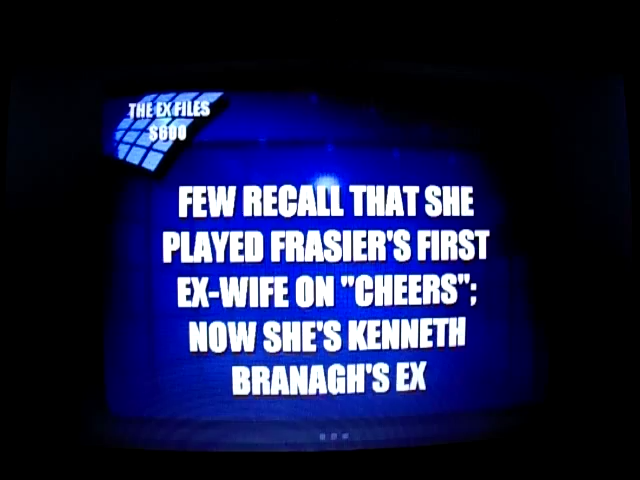 THE EX FILES
$600
FEW RECALL THAT SHE
PLAYED FRASIER'S FIRST
EX-WIFE ON "CHEERS";
NOW SHE'S KENNETH
BRANAGH'S EX